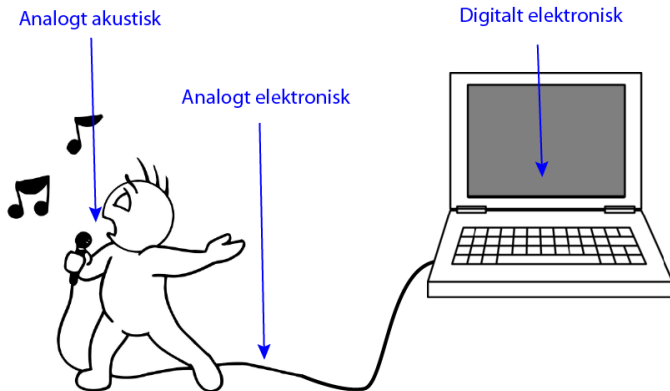 Analogt akustisk
Digitalt elektronisk
Analogt elektronisk